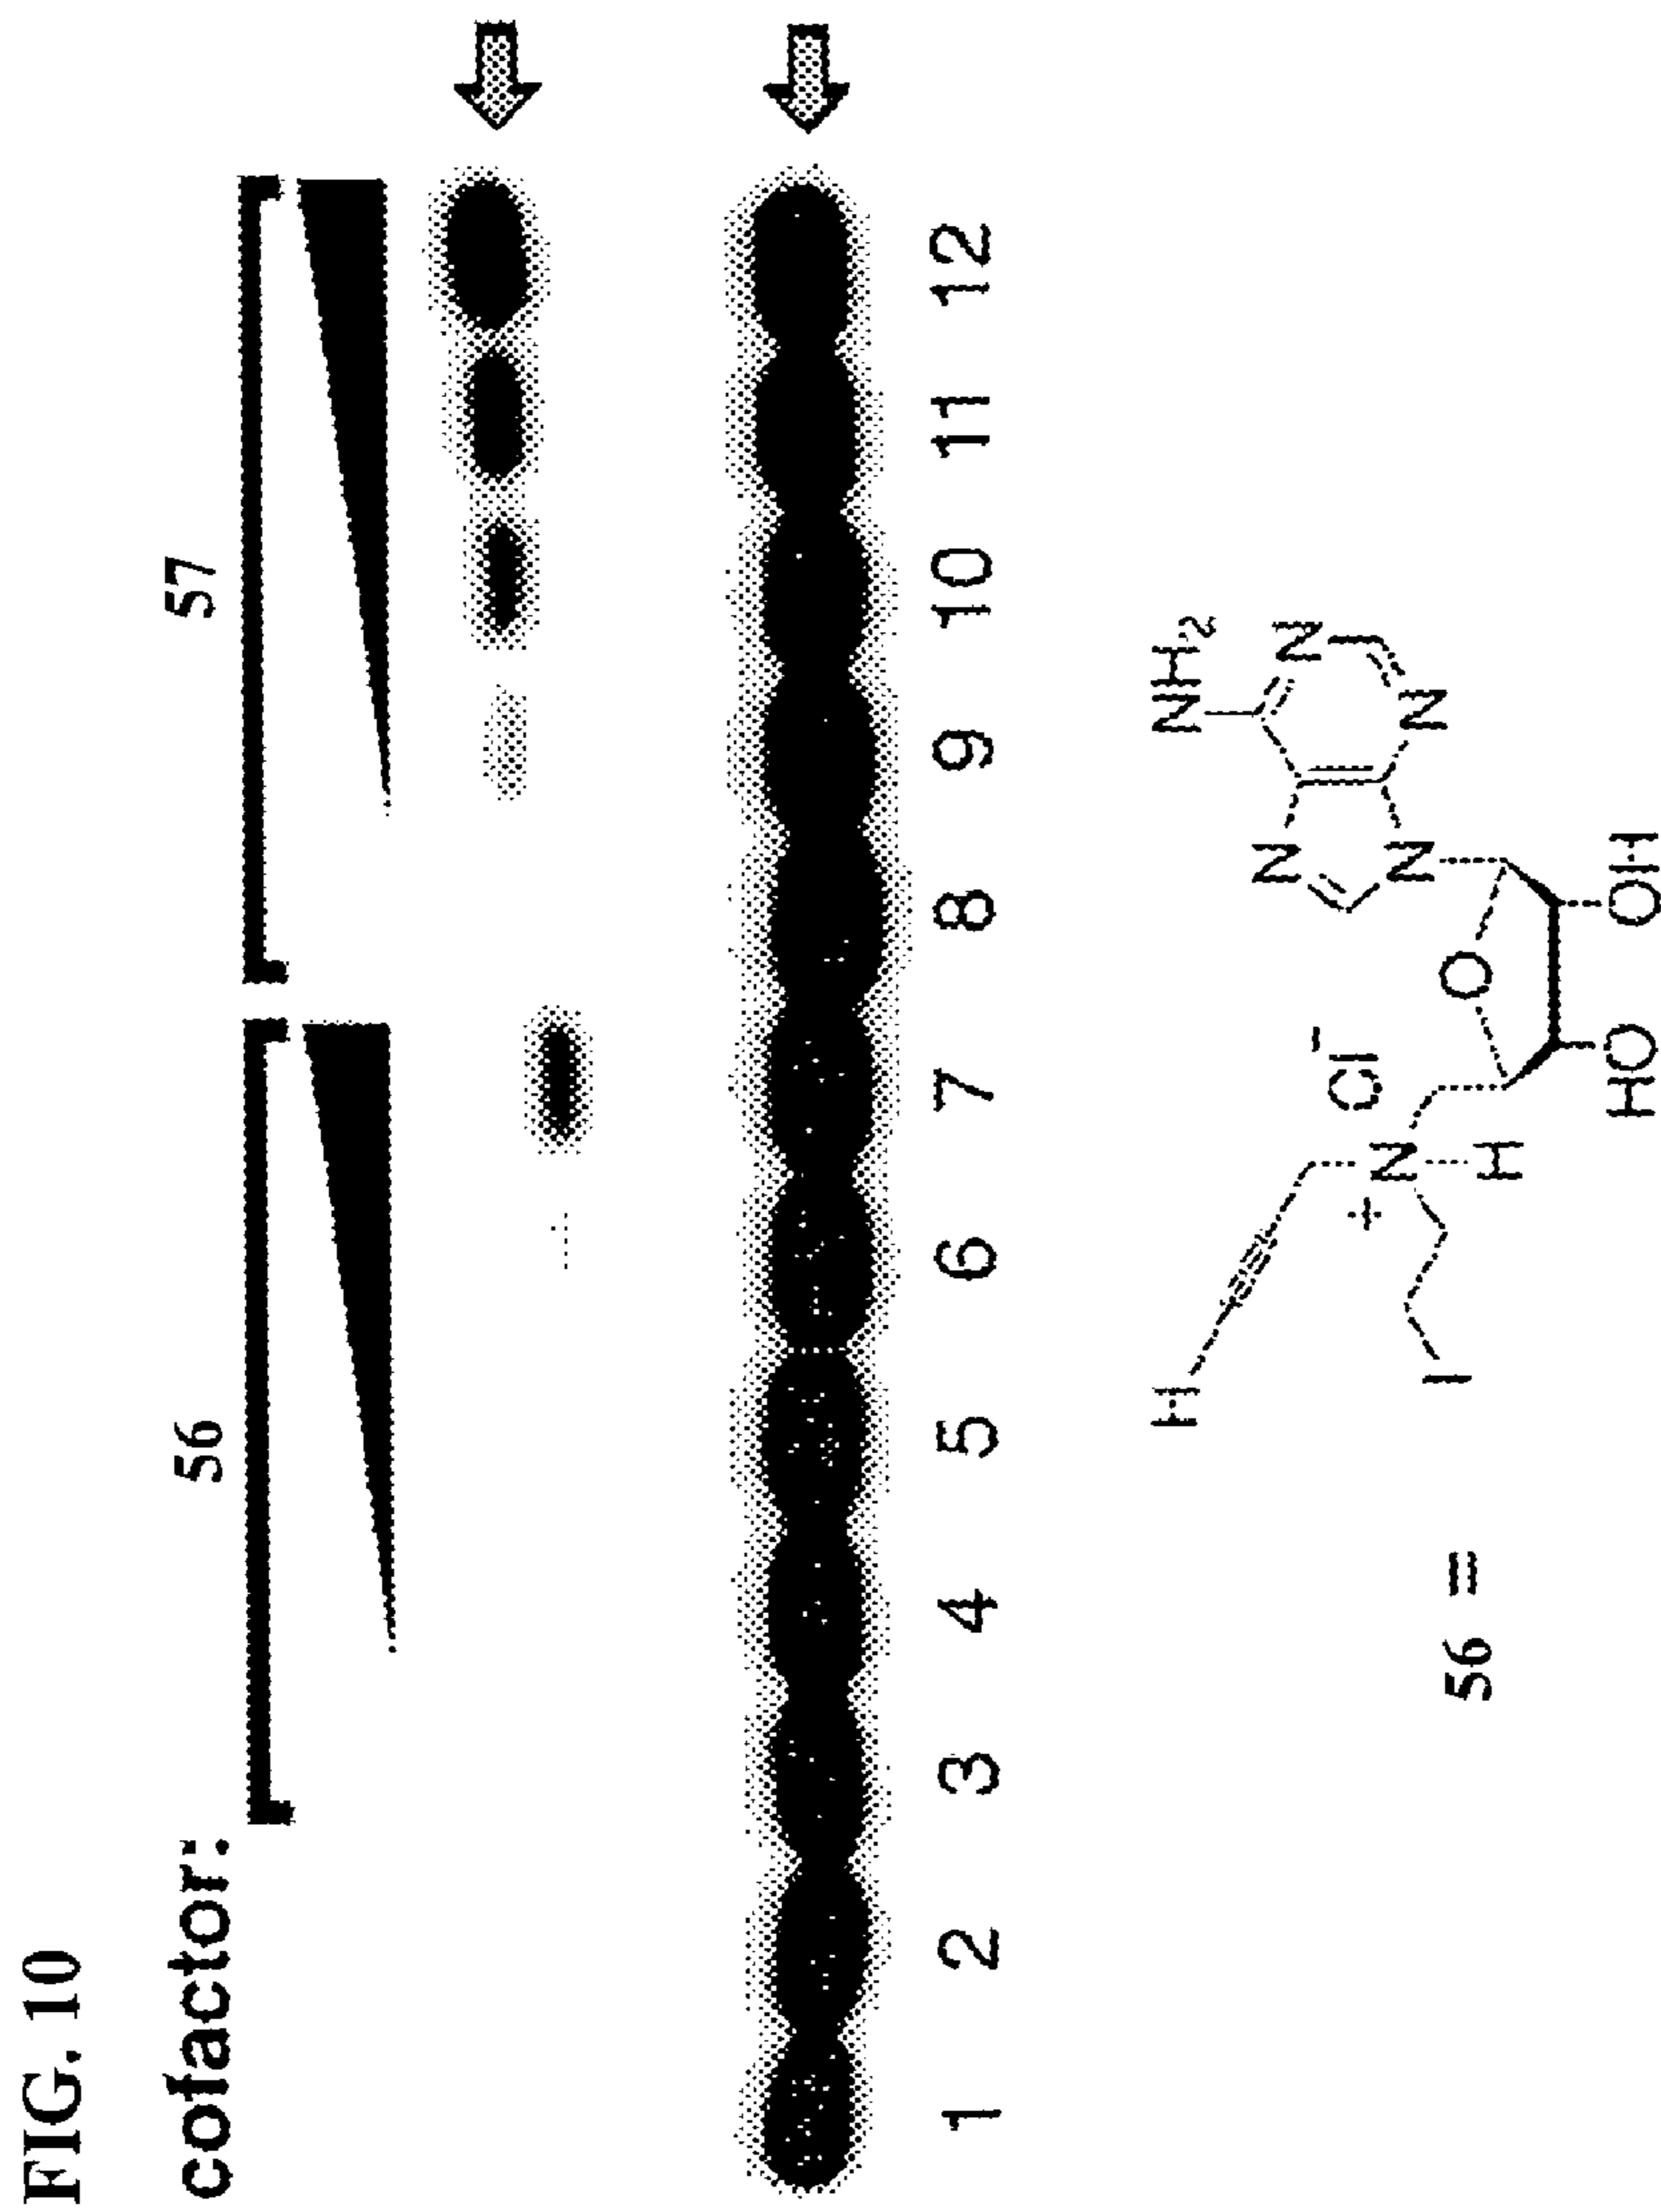 FIG. 10
cofactor:
56 57
1 2 3 4 5 6 7 8 9 10 11 12
NH₂
H
N N
N N
I
N
+
H
Cl⁻
O
HO OH
56 =